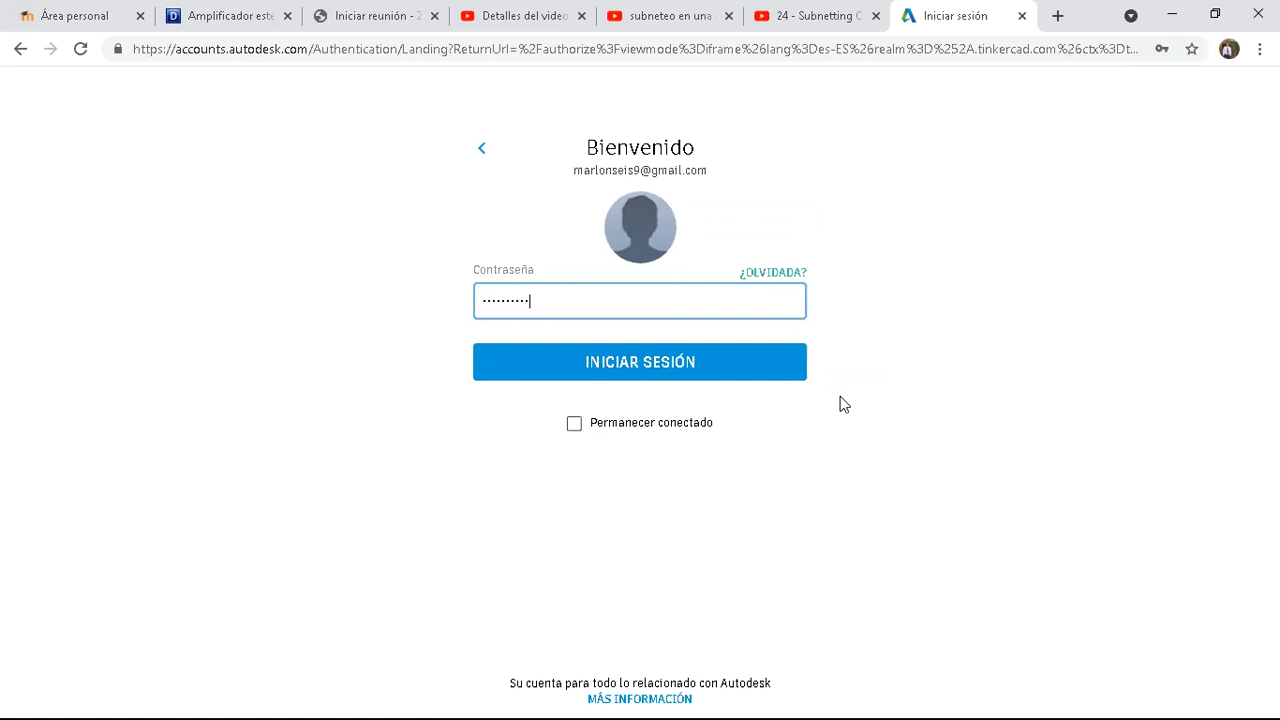 Área personal
Amplificador este
Iniciar reunión - Z
Detalles del video
subneteo en una
24 - Subnetting C
Iniciar sesión
https://accounts.autodesk.com/Authentication/Landing?ReturnUrl=%2Fauthorize%3Fviewmode%3Diframe%26lang%3Des-ES%26realm%3D%252A.tinkercad.com%26ctx%3Dt...
Bienvenido
marlonseis9@gmail.com
Contraseña
¿OLVIDADA?
INICIAR SESIÓN
Permanecer conectado
Su cuenta para todo lo relacionado con Autodesk
MÁS INFORMACIÓN